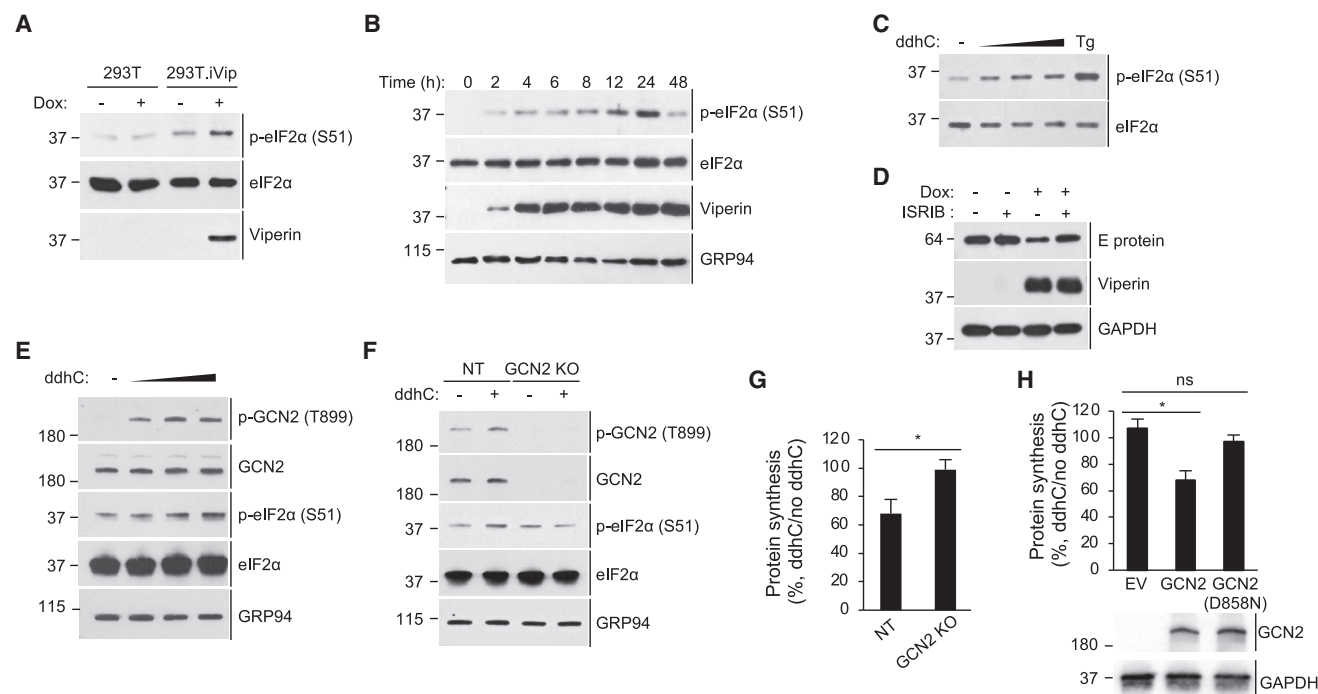 A
293T 293T.iVip
Dox: - + - +
37 p-eIF2α (S51)
37 eIF2α
37 Viperin
B
Time (h): 0 2 4 6 8 12 24 48
37 p-eIF2α (S51)
37 eIF2α
37 Viperin
115 GRP94
C
ddhC: - Tg
37 p-eIF2α (S51)
37 eIF2α
D
Dox: - - + +
ISRIB : - + - +
64 E protein
37 Viperin
37 GAPDH
E
ddhC: -
180 p-GCN2 (T899)
180 GCN2
37 p-eIF2α (S51)
37 eIF2α
115 GRP94
F
NT GCN2 KO
ddhC: - + - +
180 p-GCN2 (T899)
180 GCN2
37 p-eIF2α (S51)
37 eIF2α
115 GRP94
G
Protein synthesis
(%, ddhC/no ddhC)
120
100
80
60
40
20
0
*
NT
GCN2 KO
H
ns
*
Protein synthesis
(%, ddhC/no ddhC)
120
100
80
60
40
20
0
EV GCN2 GCN2
(D858N)
180 GCN2
37 GAPDH